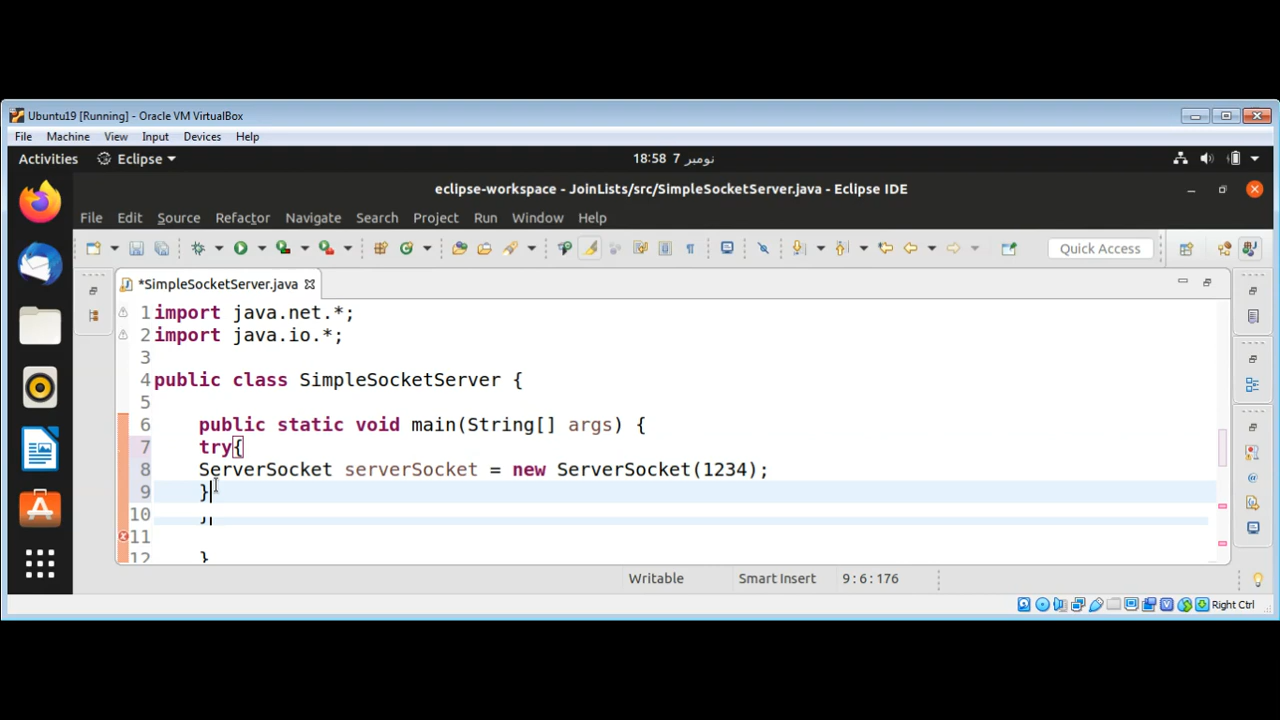 Ubuntu19 [Running] - Oracle VM VirtualBox
File Machine View Input Devices Help
Activities Eclipse 18:58 7 نومبر
eclipse-workspace - JoinLists/src/SimpleSocketServer.java - Eclipse IDE
File Edit Source Refactor Navigate Search Project Run Window Help
Quick Access
*SimpleSocketServer.java
1 import java.net.*;
2 import java.io.*;
3
4 public class SimpleSocketServer {
5
6 public static void main(String[] args) {
7 try{
8 ServerSocket serverSocket = new ServerSocket(1234);
9 }
10
11
12 }
Writable Smart Insert 9 : 6 : 176
Right Ctrl